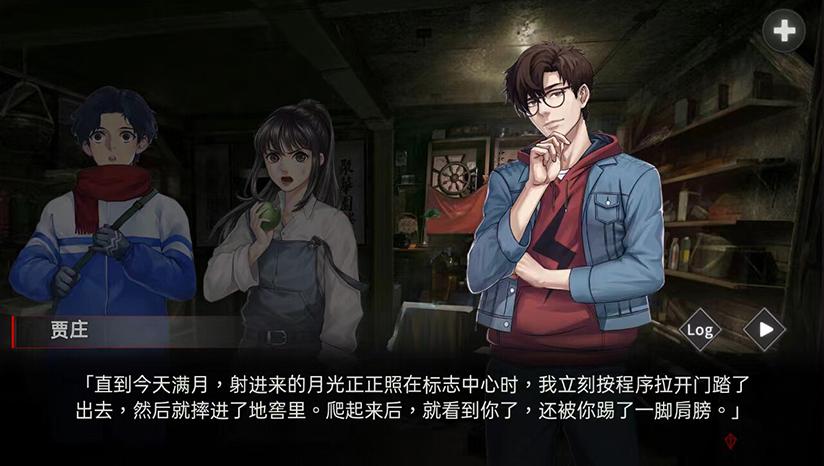 Log
贾庄
「直到今天满月，射进来的月光正正照在标志中心时，我立刻按程序拉开门踏了
出去，然后就摔进了地窖里。爬起来后，就看到你了，还被你踢了一脚肩膀。」